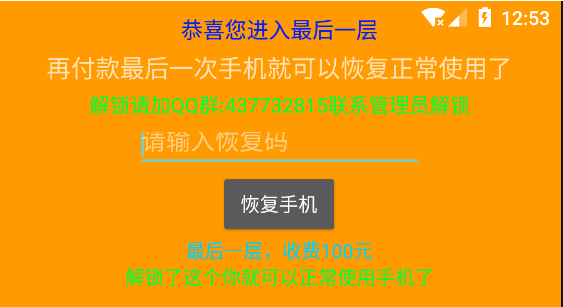 12:53
恭喜您进入最后一层
再付款最后一次手机就可以恢复正常使用了
解锁请加QQ群:437732815联系管理员解锁
请输入恢复码
恢复手机
最后一层，收费100元
解锁了这个你就可以正常使用手机了